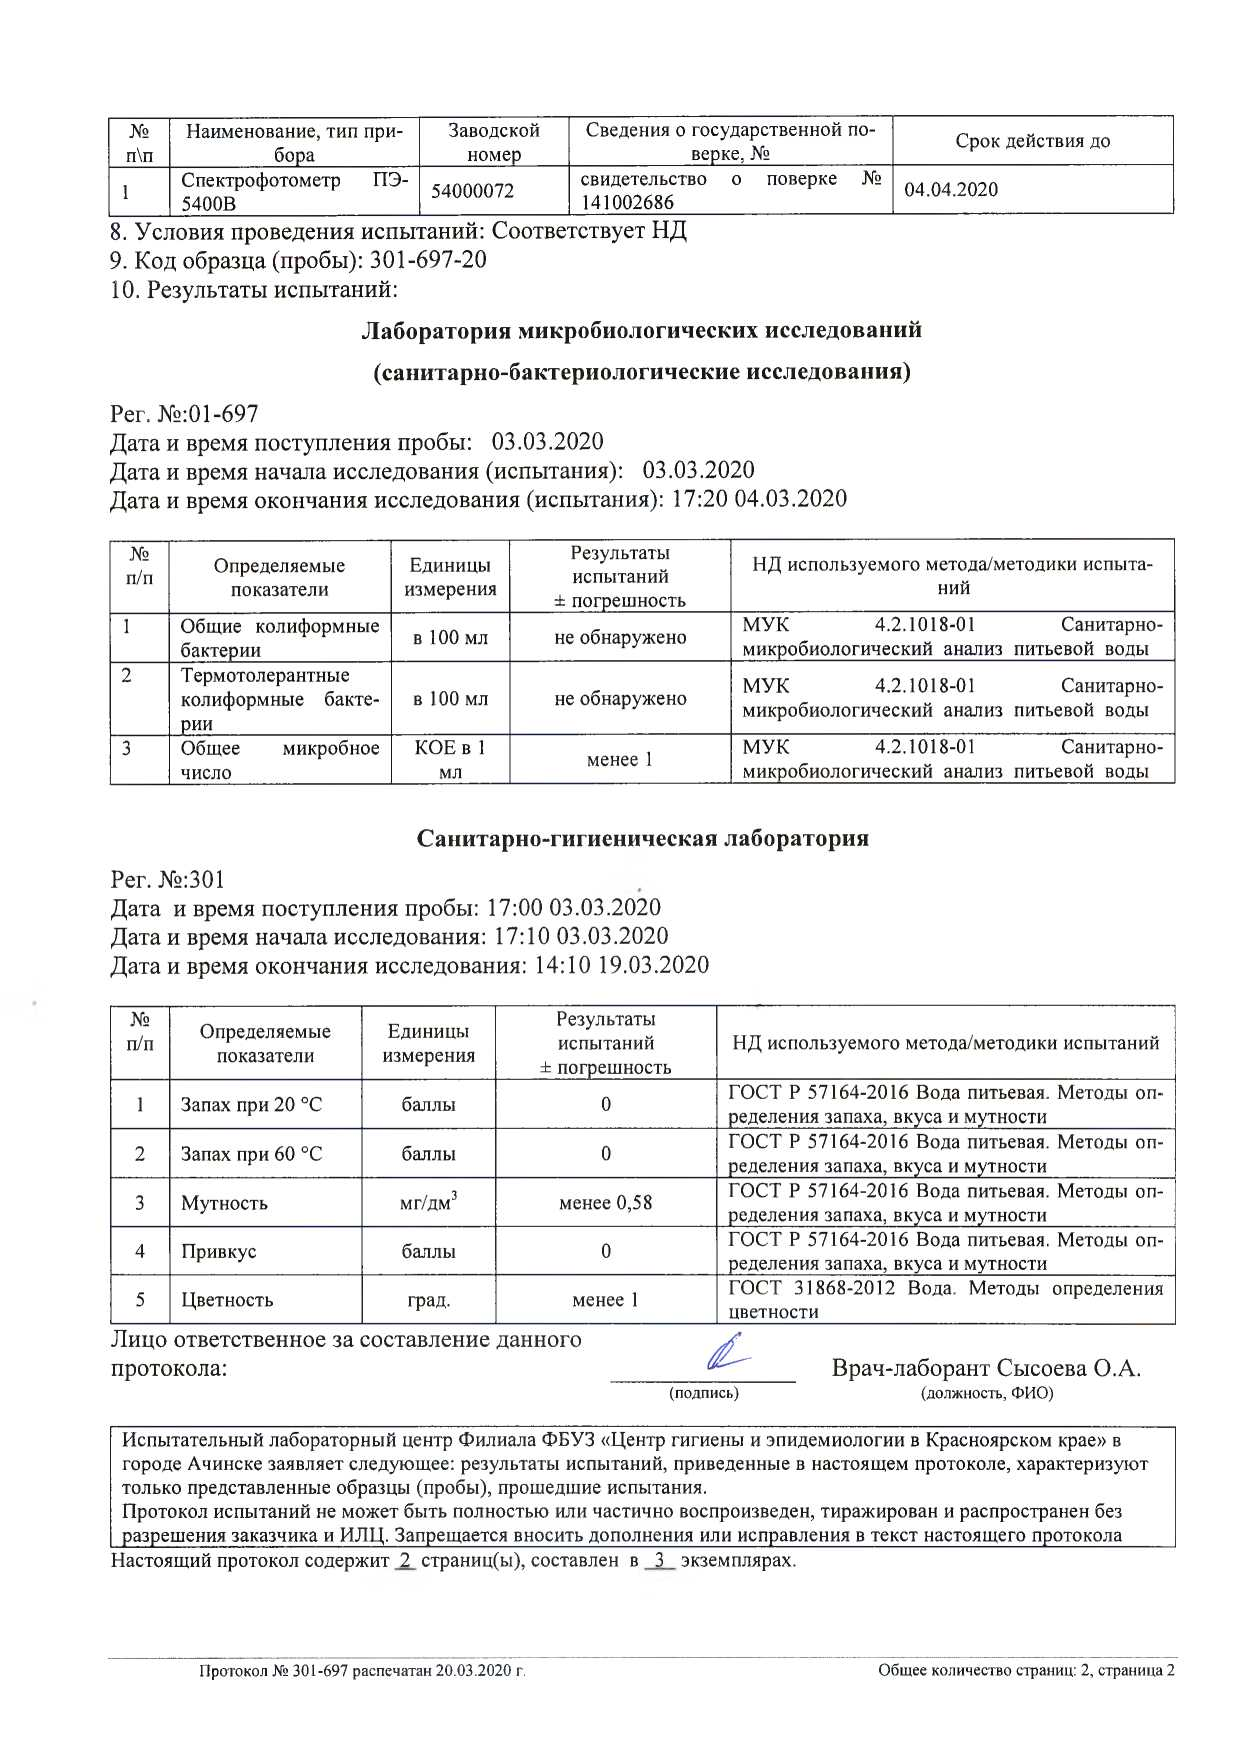 № п\п Наименование, тип при-бора Заводской номер Сведения о государственной по-верке, № Срок действия до
1 Спектрофотометр ПЭ-5400В 54000072 свидетельство о поверке № 141002686 04.04.2020
8. Условия проведения испытаний: Соответствует НД
9. Код образца (пробы): 301-697-20
10. Результаты испытаний:
Лаборатория микробиологических исследований
(санитарно-бактериологические исследования)
Рег. №:01-697
Дата и время поступления пробы: 03.03.2020
Дата и время начала исследования (испытания): 03.03.2020
Дата и время окончания исследования (испытания): 17:20 04.03.2020
№ п/п
Определяемые показатели
Единицы измерения
Результаты испытаний ± погрешность
НД используемого метода/методики испыта-ний
1
Общие колиформные
бактерии
в 100 мл
не обнаружено
МУК 4.2.1018-01 Санитарно-
микробиологический анализ питьевой воды
2
Термотолерантные
колиформные бакте-
рии
в 100 мл
не обнаружено
МУК 4.2.1018-01 Санитарно-
микробиологический анализ питьевой воды
3
Общее микробное
число
КОЕ в 1
мл
менее 1
МУК 4.2.1018-01 Санитарно-
микробиологический анализ питьевой воды
Санитарно-гигиеническая лаборатория
Рег. №:301
Дата и время поступления пробы: 17:00 03.03.2020
Дата и время начала исследования: 17:10 03.03.2020
Дата и время окончания исследования: 14:10 19.03.2020
№
п/п
Определяемые
показатели
Единицы
измерения
Результаты
испытаний
± погрешность
НД используемого метода/методики испытаний
1
Запах при 20 °С
баллы
0
ГОСТ Р 57164-2016 Вода питьевая. Методы оп-
ределения запаха, вкуса и мутности
2
Запах при 60 °С
баллы
0
ГОСТ Р 57164-2016 Вода питьевая. Методы оп-
ределения запаха, вкуса и мутности
3
Мутность
мг/дм³
менее 0,58
ГОСТ Р 57164-2016 Вода питьевая. Методы оп-
ределения запаха, вкуса и мутности
4
Привкус
баллы
0
ГОСТ Р 57164-2016 Вода питьевая. Методы оп-
ределения запаха, вкуса и мутности
5
Цветность
град.
менее 1
ГОСТ 31868-2012 Вода. Методы определения
цветности
Лицо ответственное за составление данного
протокола: Врач-лаборант Сысоева О.А.
(подпись) (должность, ФИО)
Испытательный лабораторный центр Филиала ФБУЗ «Центр гигиены и эпидемиологии в Красноярском крае» в
городе Ачинске заявляет следующее: результаты испытаний, приведенные в настоящем протоколе, характеризуют
только представленные образцы (пробы), прошедшие испытания.
Протокол испытаний не может быть полностью или частично воспроизведен, тиражирован и распространен без
разрешения заказчика и ИЛЦ. Запрещается вносить дополнения или исправления в текст настоящего протокола
Настоящий протокол содержит 2 страниц(ы), составлен в 3 экземплярах.
Протокол № 301-697 распечатан 20.03.2020 г. Общее количество страниц: 2, страница 2